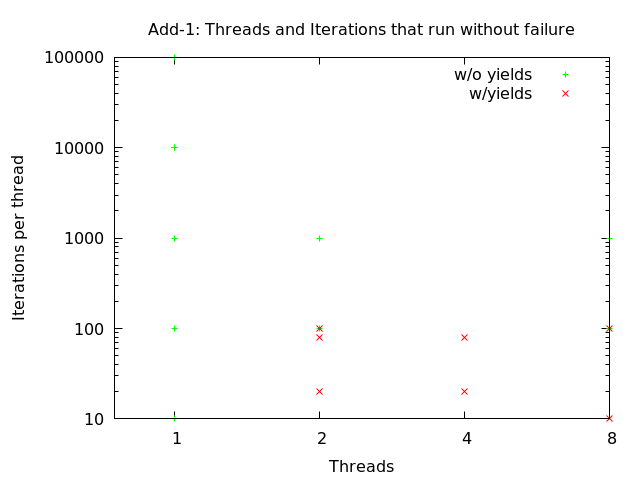 Add-1: Threads and Iterations that run without failure
100000
10000
1000
100
10
Iterations per thread
w/o yields
w/yields
1
2
4
8
Threads